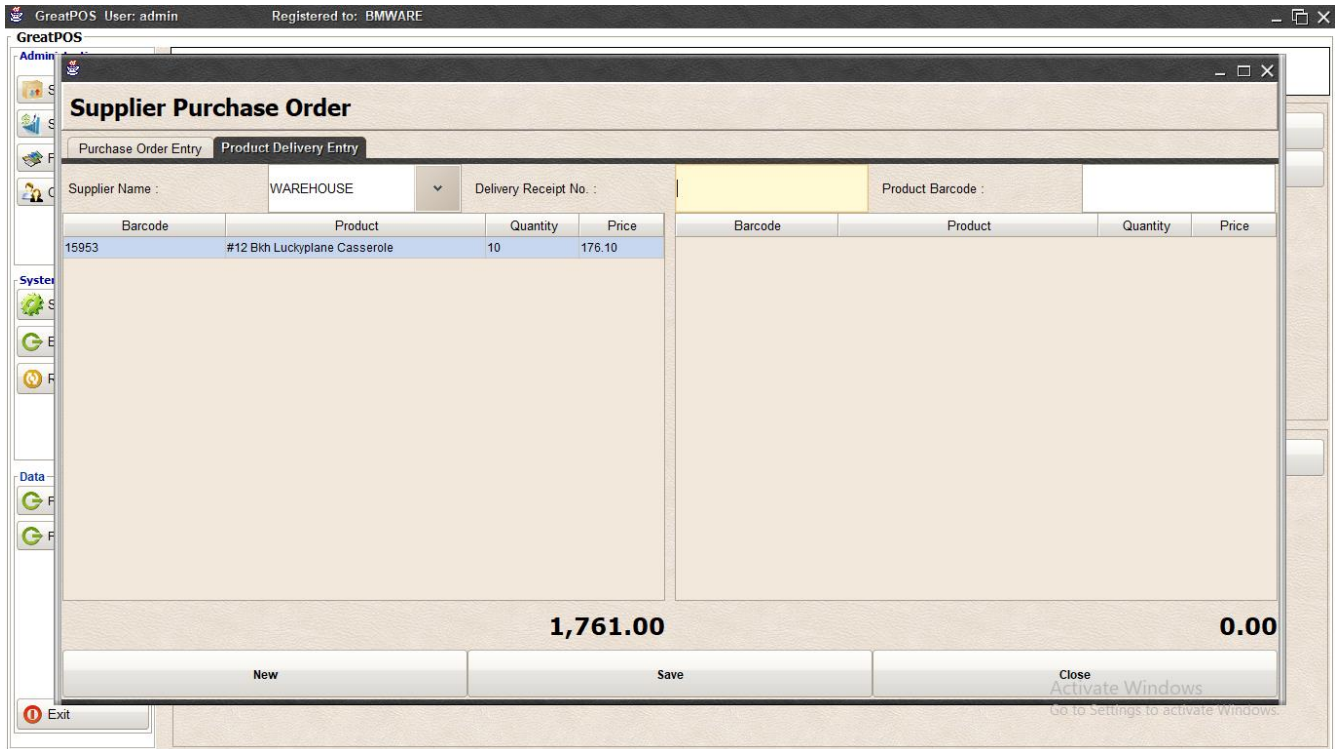 GreatPOS User: admin Registered to: BMWARE
GreatPOS
Supplier Purchase Order
Purchase Order Entry Product Delivery Entry
Supplier Name : WAREHOUSE Delivery Receipt No. : Product Barcode :
Barcode Product Quantity Price Barcode Product Quantity Price
15953 #12 Bkh Luckyplane Casserole 10 176.10
Data
1,761.00 0.00
New Save Close
Activate Windows
Go to Settings to activate Windows.
Exit